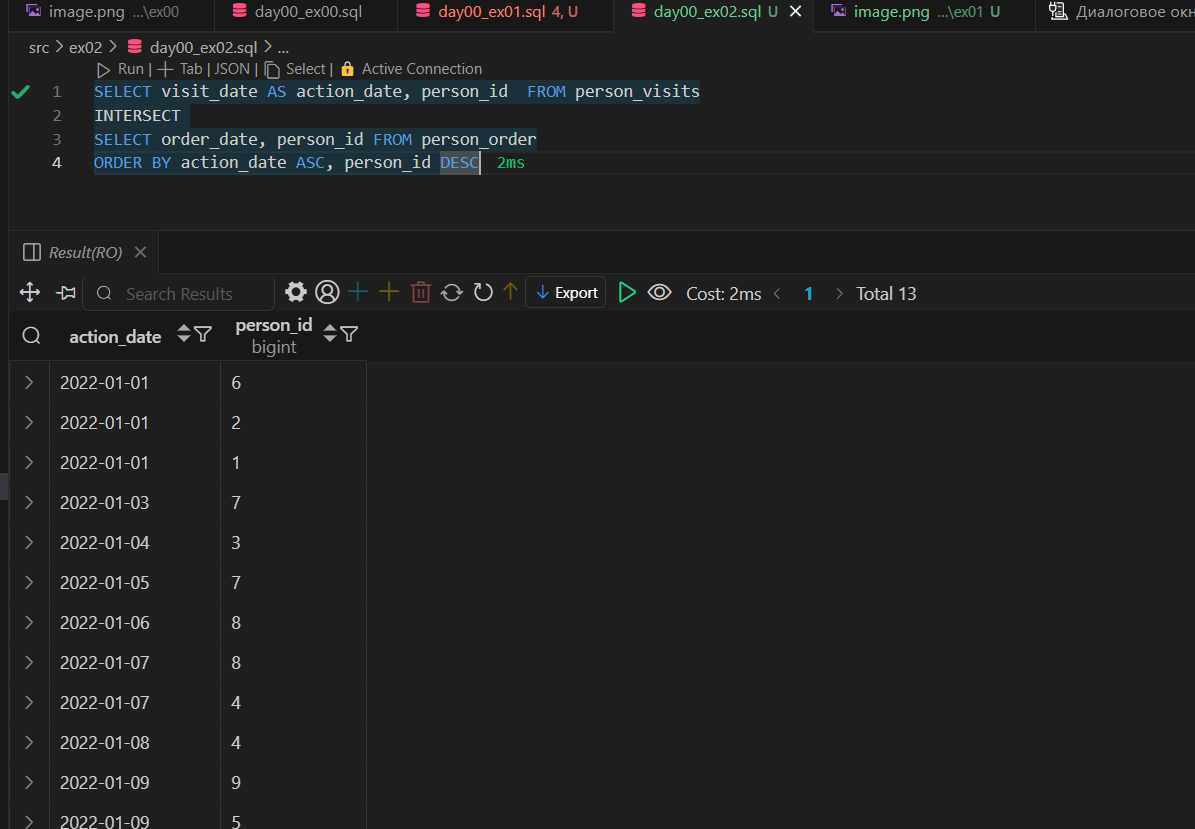 image.png ...\ex00 day00_ex00.sql day00_ex01.sql 4, U day00_ex02.sql U image.png ...\ex01 U Диалоговое окн
src > ex02 > day00_ex02.sql > ...
Run | Tab | JSON | Select | Active Connection
1 SELECT visit_date AS action_date, person_id  FROM person_visits
2 INTERSECT
3 SELECT order_date, person_id FROM person_order
4 ORDER BY action_date ASC, person_id DESC 2ms
Result(RO)
Search Results Export Cost: 2ms 1 Total 13
action_date person_id
bigint
2022-01-01 6
2022-01-01 2
2022-01-01 1
2022-01-03 7
2022-01-04 3
2022-01-05 7
2022-01-06 8
2022-01-07 8
2022-01-07 4
2022-01-08 4
2022-01-09 9
2022-01-09 5